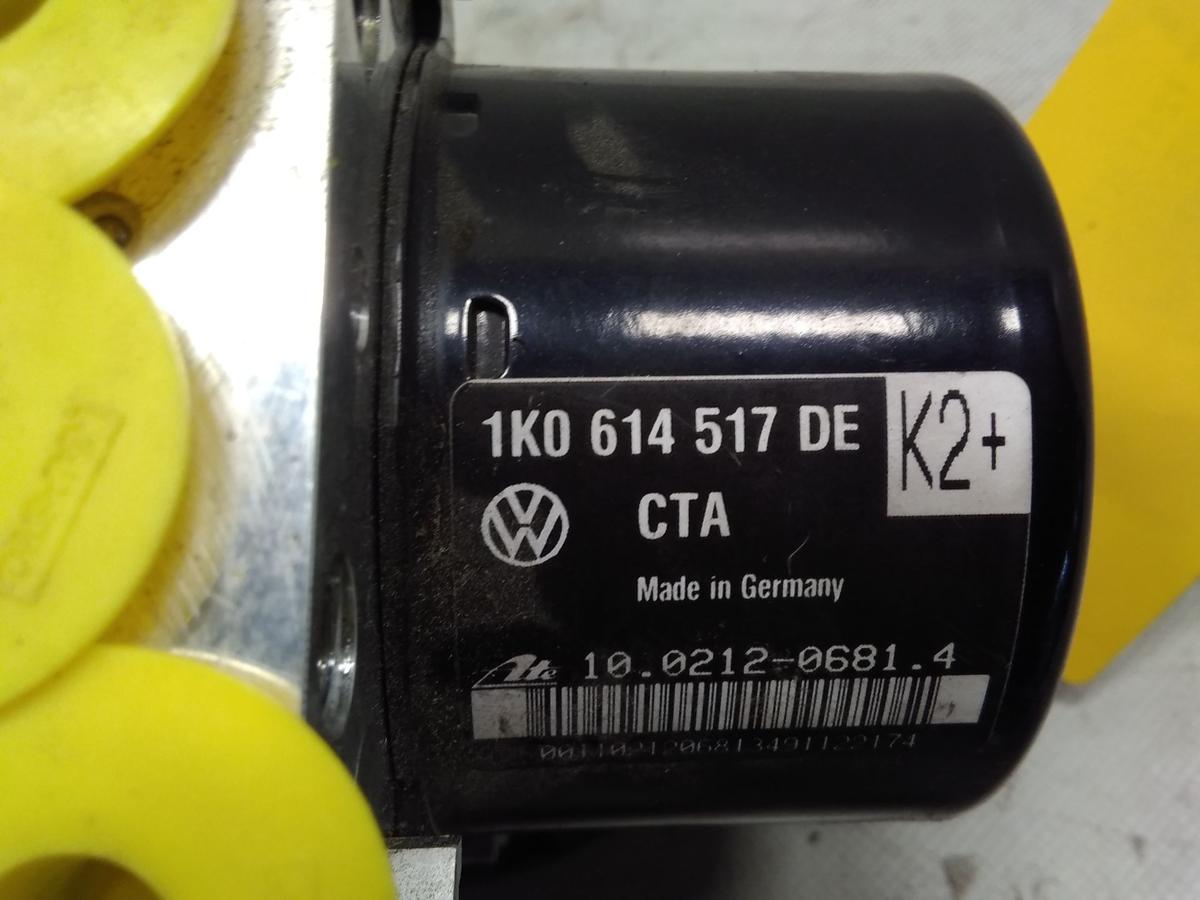 1K0 614 517 DE
K2+
CTA
Made in Germany
Ate 10.0212-0681.4